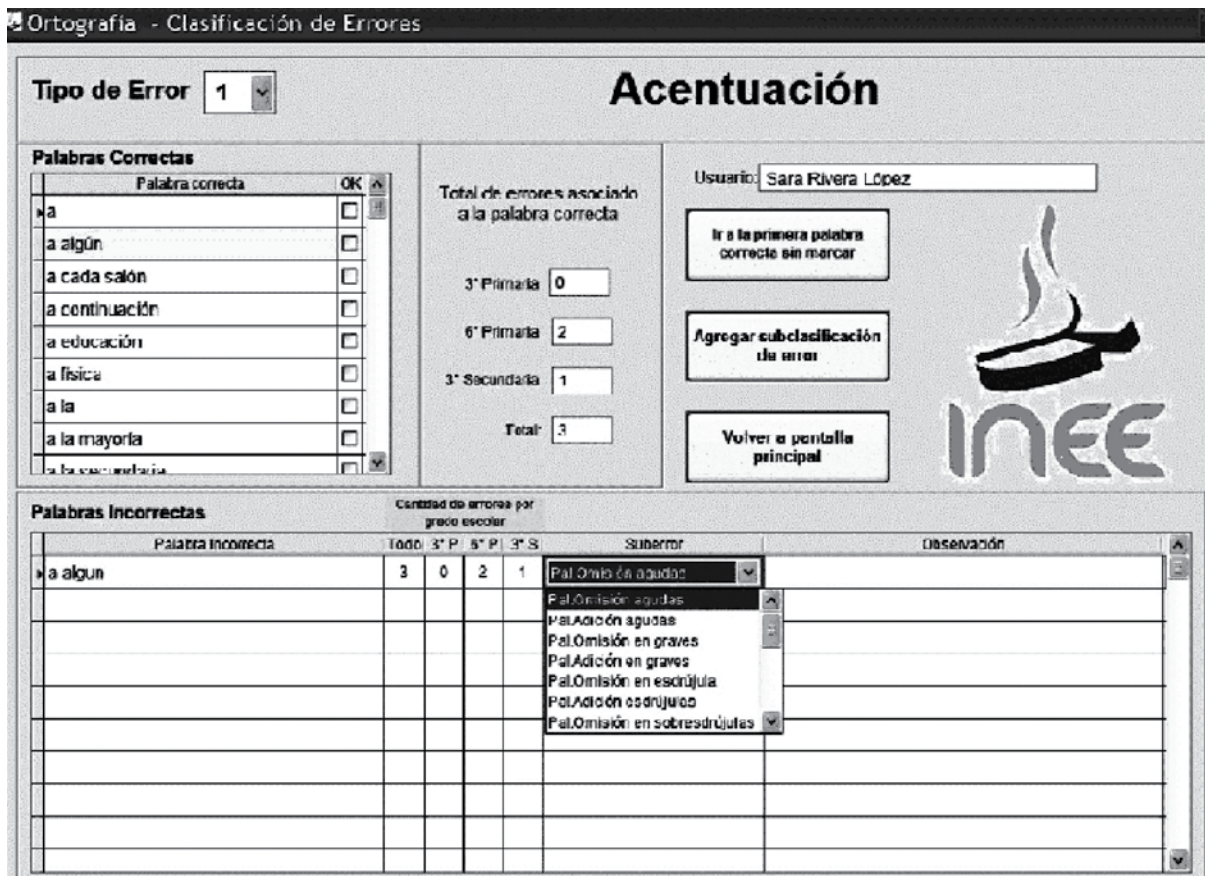 Ortografía - Clasificación de Errores
Tipo de Error 1
Acentuación
Palabras Correctas
Palabra correcta OK
a
a algún
a cada salón
a continuación
a educación
a física
a la
a la mayoría
a la secundaria
Total de errores asociado
a la palabra correcta
3° Primaria 0
6° Primaria 2
3° Secundaria 1
Total: 3
Usuario: Sara Rivera López
Ir a la primera palabra
correcta sin marcar
Agregar subclasificación
de error
Volver a pantalla
principal
INEE
Palabras Incorrectas
Cantidad de errores por
grado escolar
Palabra Incorrecta Todo 3° P 6° P 3° S Suberror Observación
a algun 3 0 2 1 Pal.Omisión agudas
Pal.Omisión agudas
Pal.Adición agudas
Pal.Omisión en graves
Pal.Adición en graves
Pal.Omisión en esdrújula
Pal.Adición esdrújulas
Pal.Omisión en sobresdrújulas